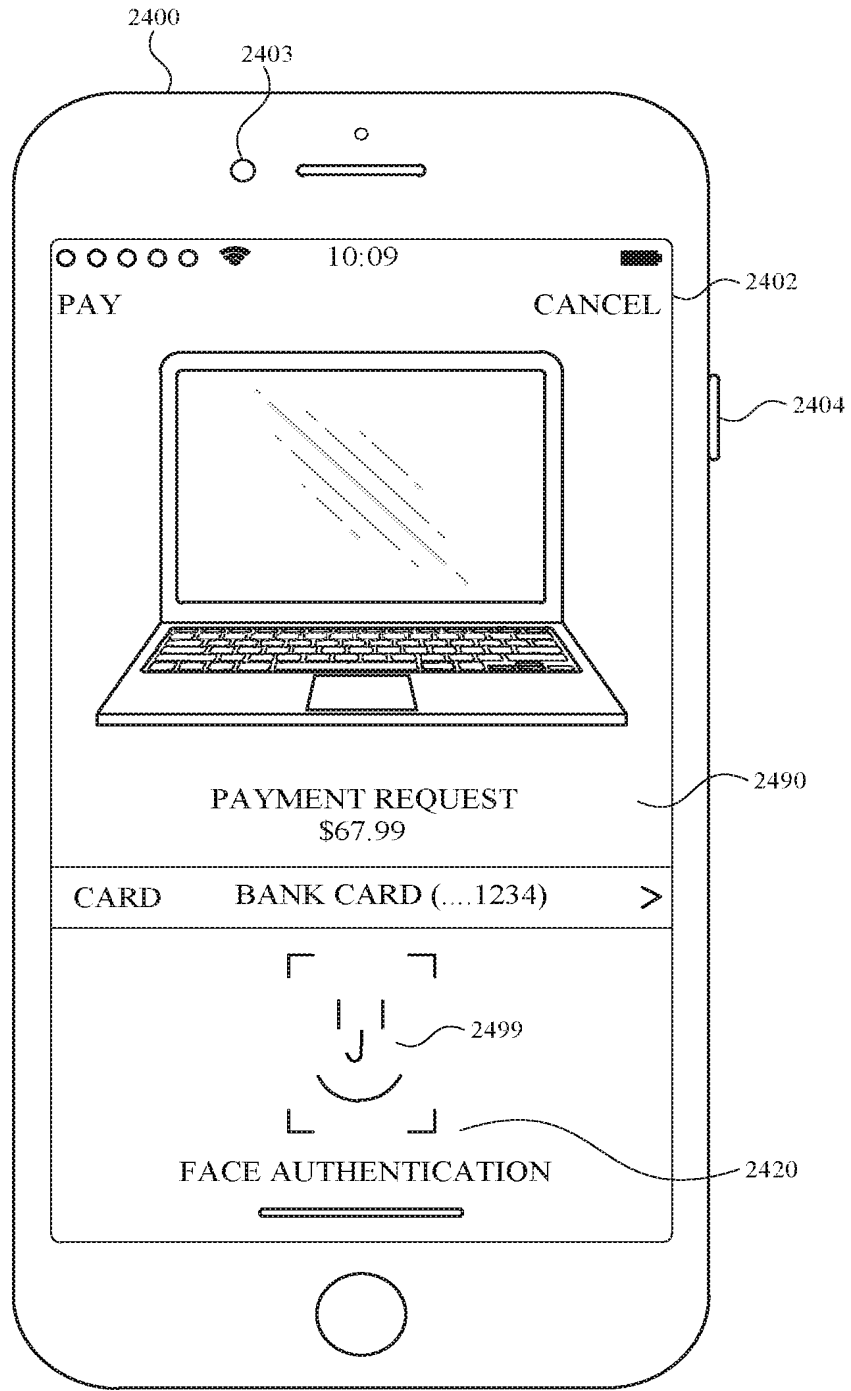 2400
2403
10:09
2402
PAY
CANCEL
2404
PAYMENT REQUEST
2490
$67.99
CARD
BANK CARD (....1234)
>
2499
2420
FACE AUTHENTICATION